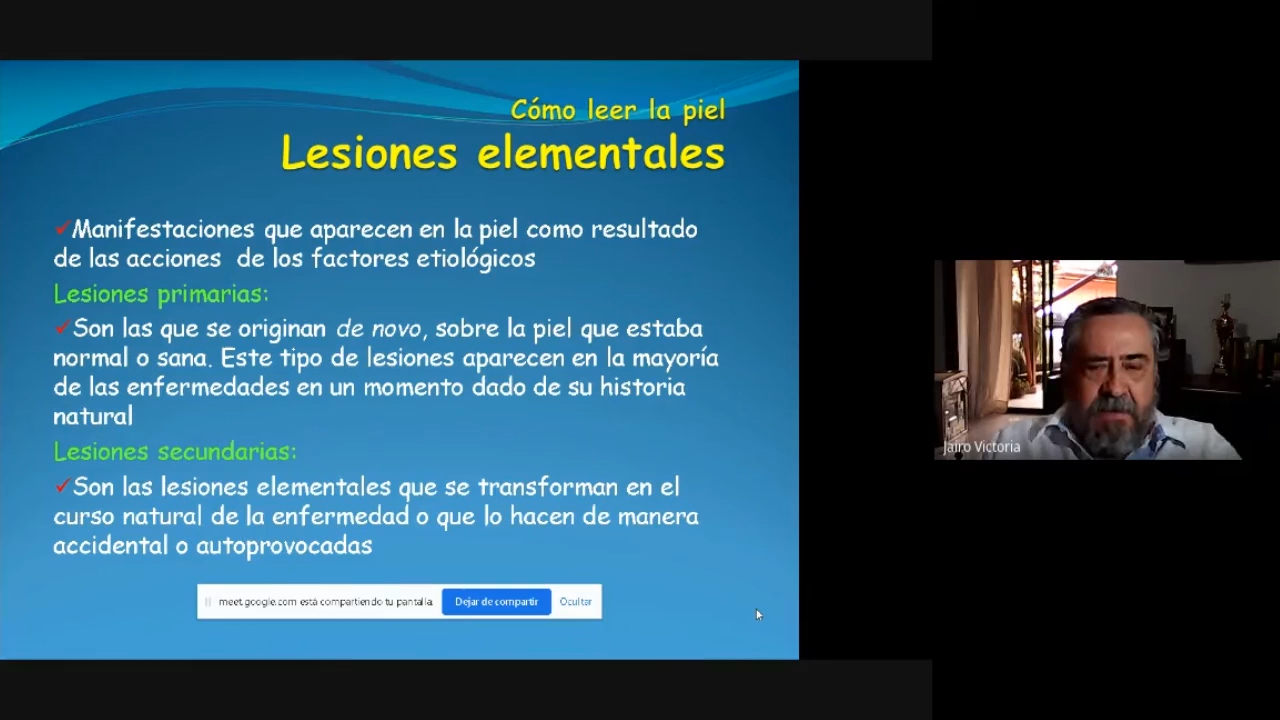 Cómo leer la piel
Lesiones elementales
✓Manifestaciones que aparecen en la piel como resultado
de las acciones de los factores etiológicos
Lesiones primarias:
✓Son las que se originan de novo, sobre la piel que estaba
normal o sana. Este tipo de lesiones aparecen en la mayoría
de las enfermedades en un momento dado de su historia
natural
Lesiones secundarias:
✓Son las lesiones elementales que se transforman en el
curso natural de la enfermedad o que lo hacen de manera
accidental o autoprovocadas
meet.google.com está compartiendo tu pantalla.
Dejar de compartir
Ocultar
Jairo Victoria